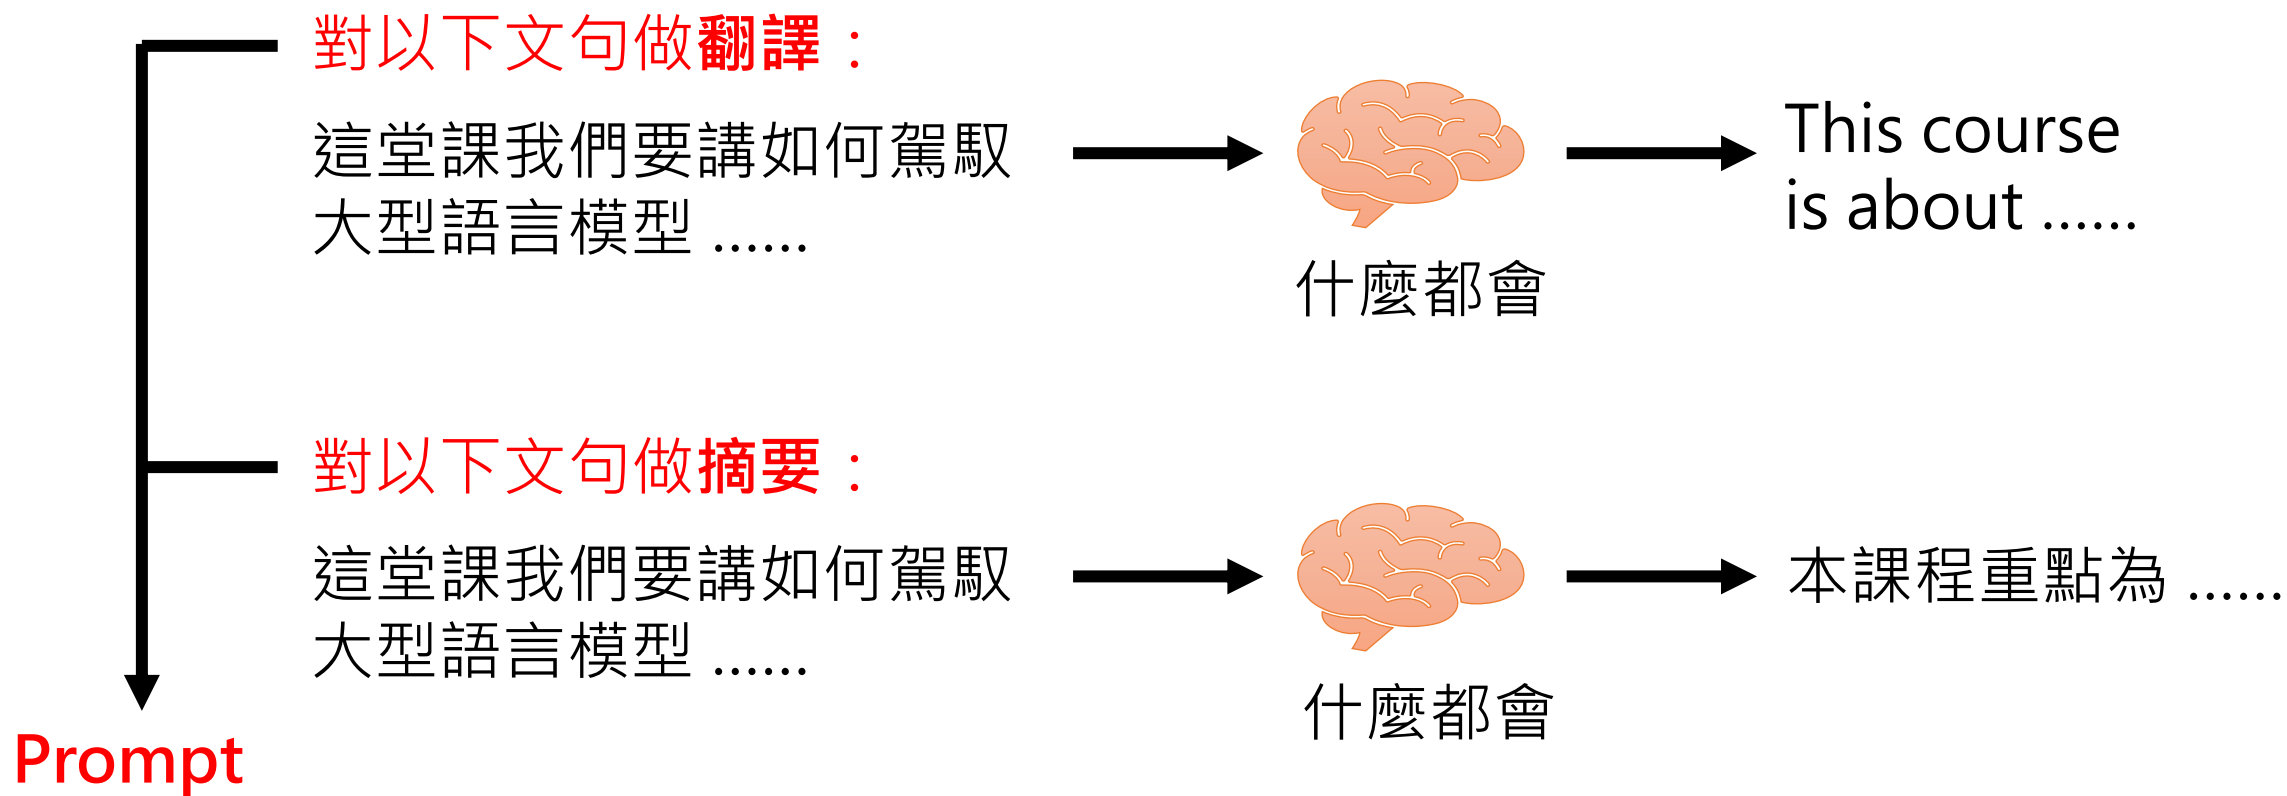 對以下文句做翻譯：
這堂課我們要講如何駕馭
大型語言模型 ……
什麼都會
This course
is about ……
對以下文句做摘要：
這堂課我們要講如何駕馭
大型語言模型 ……
什麼都會
本課程重點為 ……
Prompt